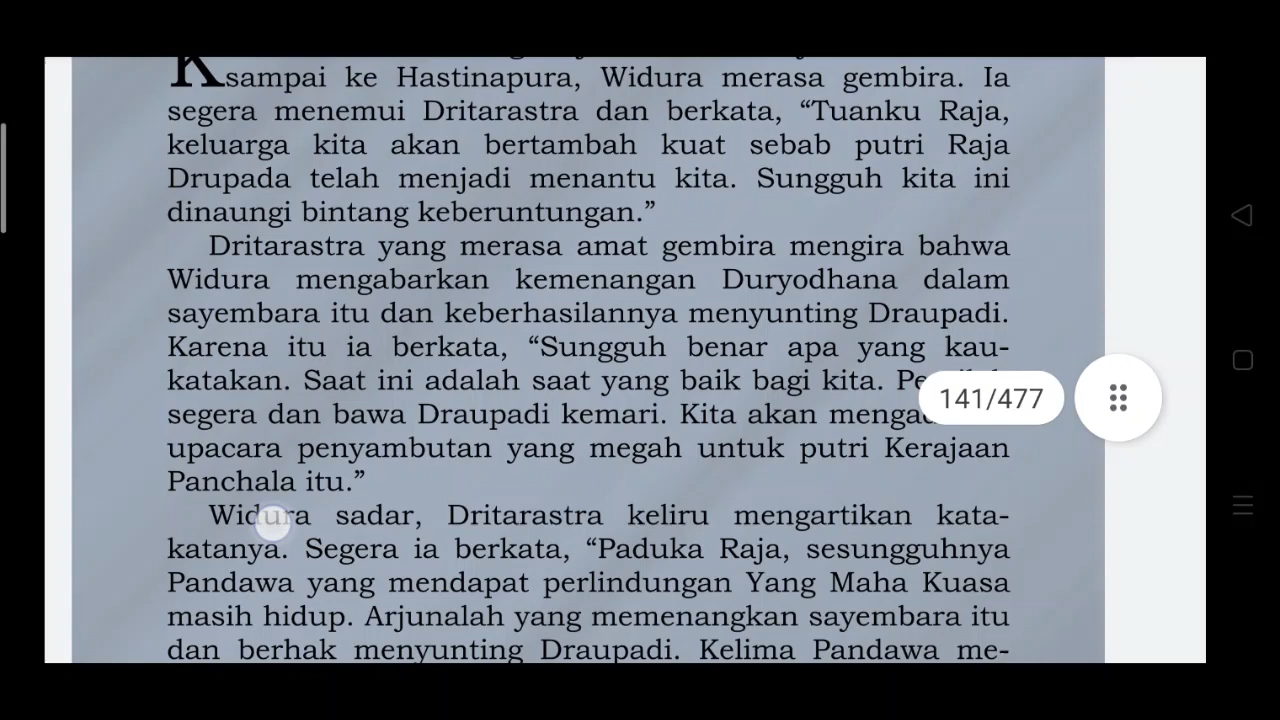 K
sampai ke Hastinapura, Widura merasa gembira. Ia
segera menemui Dritarastra dan berkata, “Tuanku Raja,
keluarga kita akan bertambah kuat sebab putri Raja
Drupada telah menjadi menantu kita. Sungguh kita ini
dinaungi bintang keberuntungan.”
Dritarastra yang merasa amat gembira mengira bahwa
Widura mengabarkan kemenangan Duryodhana dalam
sayembara itu dan keberhasilannya menyunting Draupadi.
Karena itu ia berkata, “Sungguh benar apa yang kau-
katakan. Saat ini adalah saat yang baik bagi kita.
segera dan bawa Draupadi kemari. Kita akan
upacara penyambutan yang megah untuk putri Kerajaan
Panchala itu.”
Widura sadar, Dritarastra keliru mengartikan kata-
katanya. Segera ia berkata, “Paduka Raja, sesungguhnya
Pandawa yang mendapat perlindungan Yang Maha Kuasa
masih hidup. Arjunalah yang memenangkan sayembara itu
dan berhak menyunting Draupadi. Kelima Pandawa me-
141/477